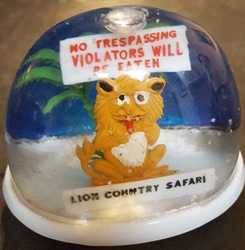 NO TRESPASSING
VIOLATORS WILL
BE EATEN
LION COUNTRY SAFARI